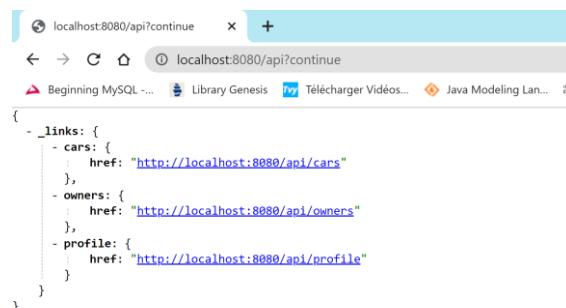 localhost:8080/api?continue
localhost:8080/api?continue
Beginning MySQL -... Library Genesis Tvy Télécharger Vidéos... Java Modeling Lan...
{
- _links: {
- cars: {
href: "http://localhost:8080/api/cars"
},
- owners: {
href: "http://localhost:8080/api/owners"
},
- profile: {
href: "http://localhost:8080/api/profile"
}
}
}